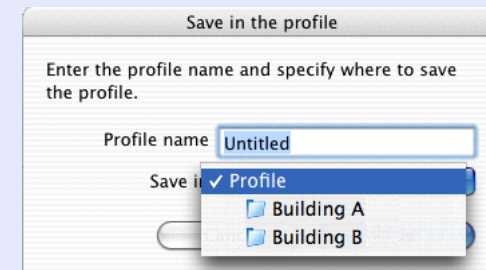 Save in the profile
Enter the profile name and specify where to save
the profile.
Profile name Untitled
Save i
✓ Profile
Building A
Building B